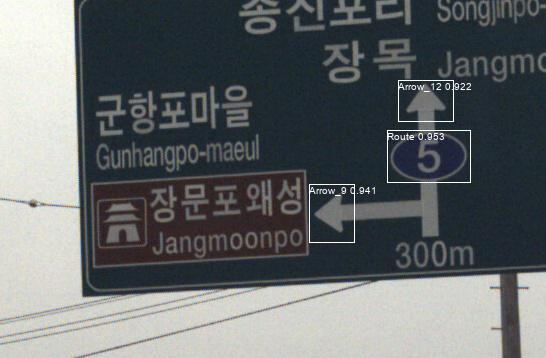 송진포리 Songjinpo-
장목 Jangmo
군항포마을
Gunhangpo-maeul
Arrow_12 0.922
Route 0.953
5
Arrow_9 0.941
장문포왜성
Jangmoonpo
300m